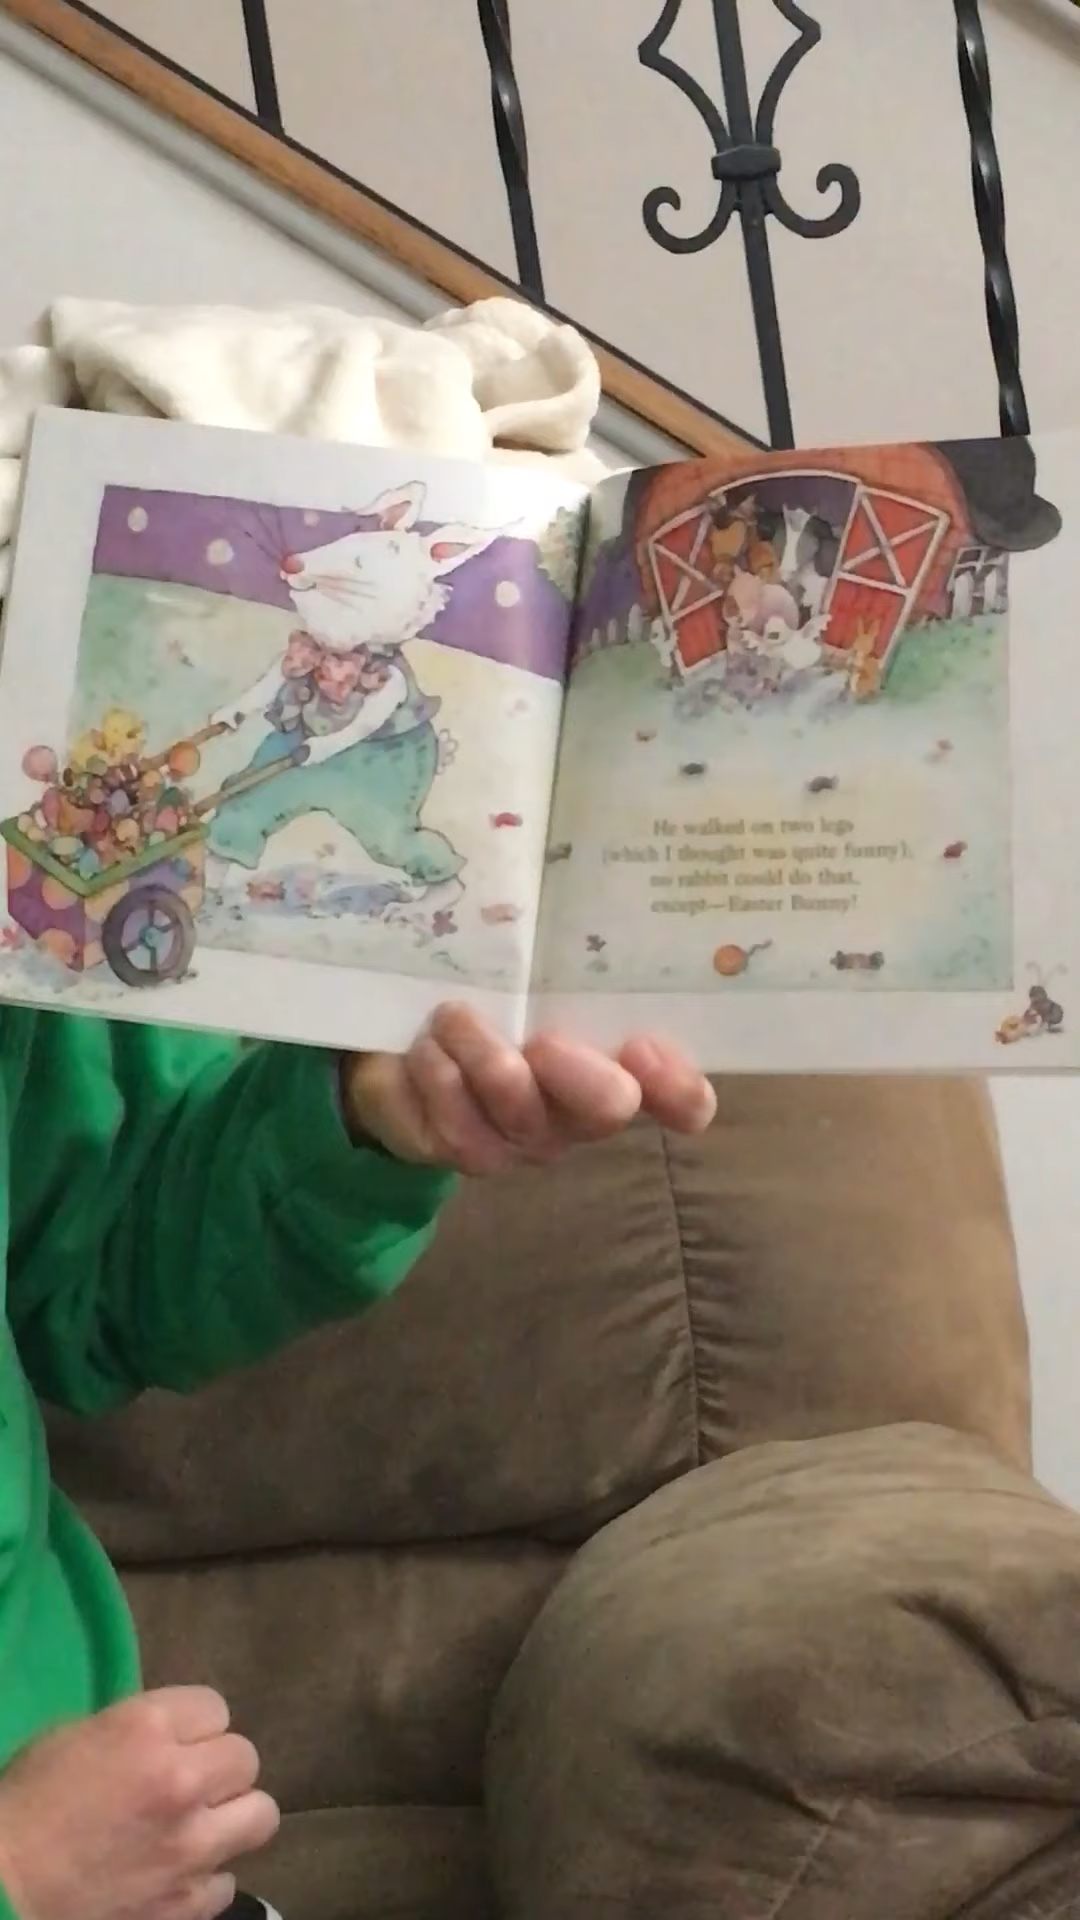 He walked on two legs
(which I thought was quite funny),
no rabbit could do that,
except—Easter Bunny!